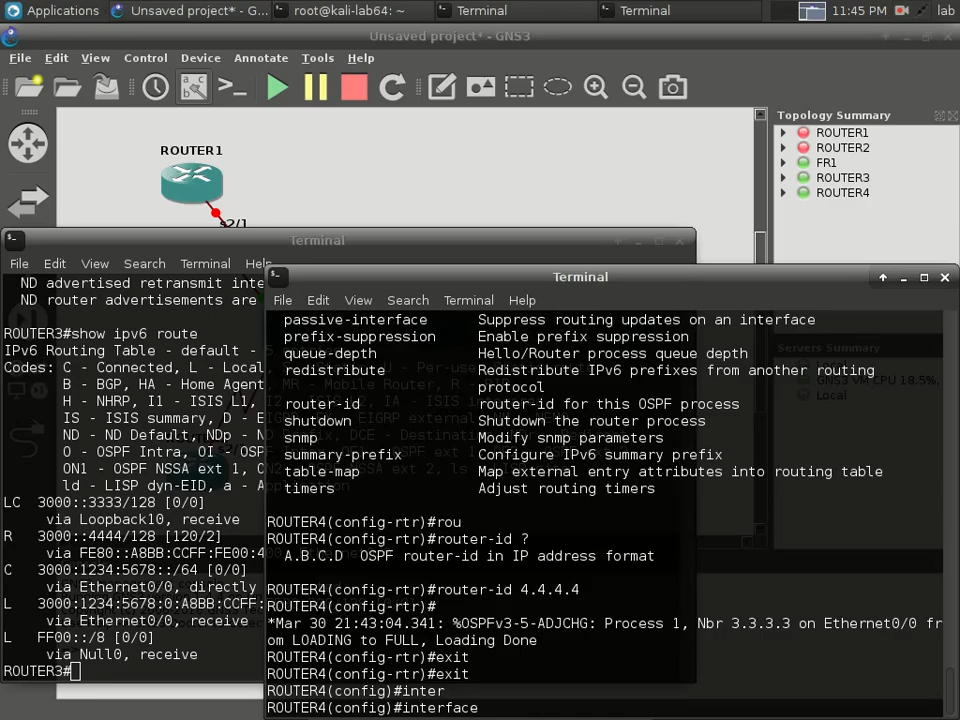 Applications
Unsaved project* - G...
root@kali-lab64: ~
Terminal
Terminal
11:45 PM
lab
Unsaved project* - GNS3
File Edit View Control Device Annotate Tools Help
ROUTER1
s2/1
Topology Summary
ROUTER1
ROUTER2
FR1
ROUTER3
ROUTER4
Servers Summary
GNS3 VM CPU 18.5%,
Local
Terminal
File Edit View Search Terminal Help
ND advertised retransmit inte
ND router advertisements are
ROUTER3#show ipv6 route
IPv6 Routing Table - default - 5
Codes: C - Connected, L - Local, S
B - BGP, HA - Home Agent,
H - NHRP, I1 - ISIS L1,
IS - ISIS summary, D -
ND - ND Default, NDp -
O - OSPF Intra, OI - OSP
ON1 - OSPF NSSA ext 1, O
ld - LISP dyn-EID, a - A
LC 3000::3333/128 [0/0]
via Loopback10, receive
R 3000::4444/128 [120/2]
via FE80::A8BB:CCFF:FE00:4
C 3000:1234:5678::/64 [0/0]
via Ethernet0/0, directly
L 3000:1234:5678:0:A8BB:CCFF:
via Ethernet0/0, receive
L FF00::/8 [0/0]
via Null0, receive
ROUTER3#
Terminal
File Edit View Search Terminal Help
passive-interface Suppress routing updates on an interface
prefix-suppression Enable prefix suppression
queue-depth Hello/Router process queue depth
redistribute Redistribute IPv6 prefixes from another routing
protocol
router-id router-id for this OSPF process
shutdown Shutdown the router process
snmp Modify snmp parameters
summary-prefix Configure IPv6 summary prefix
table-map Map external entry attributes into routing table
timers Adjust routing timers
ROUTER4(config-rtr)#rou
ROUTER4(config-rtr)#router-id ?
A.B.C.D OSPF router-id in IP address format
ROUTER4(config-rtr)#router-id 4.4.4.4
ROUTER4(config-rtr)#
*Mar 30 21:43:04.341: %OSPFv3-5-ADJCHG: Process 1, Nbr 3.3.3.3 on Ethernet0/0 fr
om LOADING to FULL, Loading Done
ROUTER4(config-rtr)#exit
ROUTER4(config-rtr)#exit
ROUTER4(config)#inter
ROUTER4(config)#interface